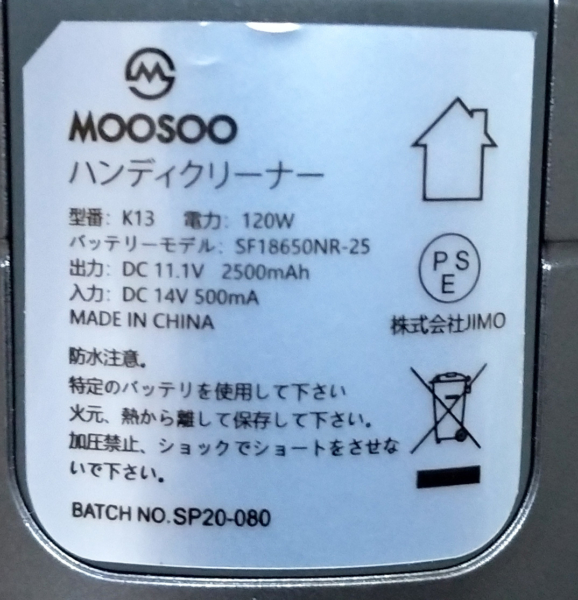 MOOSOO
ハンディクリーナー
型番: K13 電力: 120W
バッテリーモデル: SF18650NR-25
出力: DC 11.1V 2500mAh
入力: DC 14V 500mA
MADE IN CHINA
PSE
株式会社JIMO
防水注意。
特定のバッテリを使用して下さい
火元、熱から離して保存して下さい。
加圧禁止、ショックでショートをさせな
いで下さい。
BATCH NO.SP20-080